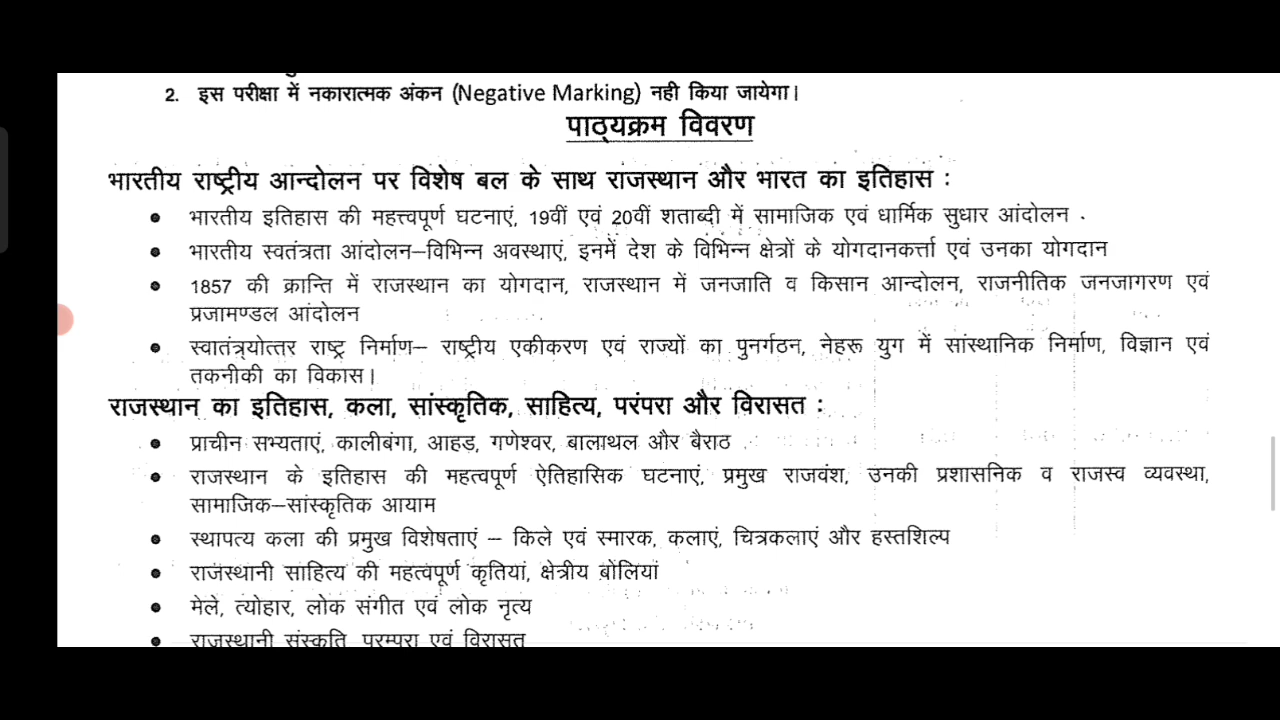 2. इस परीक्षा में नकारात्मक अंकन (Negative Marking) नही किया जायेगा।
पाठ्यक्रम विवरण
भारतीय राष्ट्रीय आन्दोलन पर विशेष बल के साथ राजस्थान और भारत का इतिहास :
• भारतीय इतिहास की महत्त्वपूर्ण घटनाएं, 19वीं एवं 20वीं शताब्दी में सामाजिक एवं धार्मिक सुधार आंदोलन .
• भारतीय स्वतंत्रता आंदोलन–विभिन्न अवस्थाएं, इनमें देश के विभिन्न क्षेत्रों के योगदानकर्त्ता एवं उनका योगदान
• 1857 की क्रान्ति में राजस्थान का योगदान, राजस्थान में जनजाति व किसान आन्दोलन, राजनीतिक जनजागरण एवं
प्रजामण्डल आंदोलन
• स्वातंत्र्योत्तर राष्ट्र निर्माण– राष्ट्रीय एकीकरण एवं राज्यों का पुनर्गठन, नेहरू युग में सांस्थानिक निर्माण, विज्ञान एवं
तकनीकी का विकास।
राजस्थान का इतिहास, कला, सांस्कृतिक, साहित्य, परंपरा और विरासत :
• प्राचीन सभ्यताएं, कालीबंगा, आहड़, गणेश्वर, बालाथल और बैराठ
• राजस्थान के इतिहास की महत्वपूर्ण ऐतिहासिक घटनाएं, प्रमुख राजवंश, उनकी प्रशासनिक व राजस्व व्यवस्था,
सामाजिक–सांस्कृतिक आयाम
• स्थापत्य कला की प्रमुख विशेषताएं – किले एवं स्मारक, कलाएं, चित्रकलाएं और हस्तशिल्प
• राजस्थानी साहित्य की महत्वपूर्ण कृतियां, क्षेत्रीय बोलियां
• मेले, त्योहार, लोक संगीत एवं लोक नृत्य
• राजस्थानी संस्कृति, परम्परा एवं विरासत